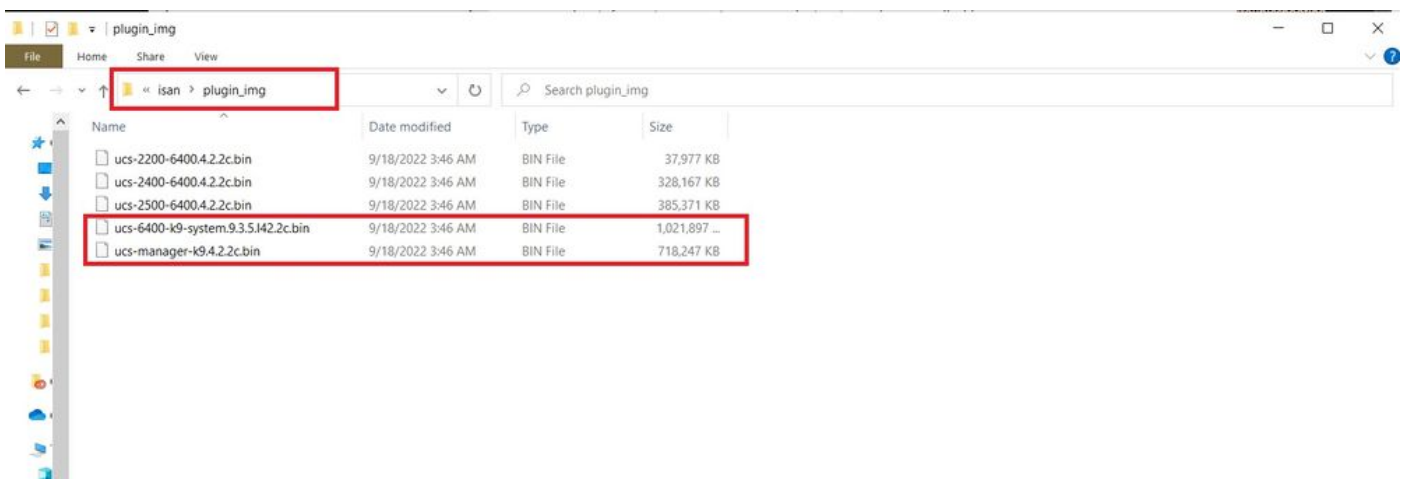 plugin_img
File Home Share View
« isan > plugin_img
Search plugin_img
Name Date modified Type Size
ucs-2200-6400.4.2.2c.bin 9/18/2022 3:46 AM BIN File 37,977 KB
ucs-2400-6400.4.2.2c.bin 9/18/2022 3:46 AM BIN File 328,167 KB
ucs-2500-6400.4.2.2c.bin 9/18/2022 3:46 AM BIN File 385,371 KB
ucs-6400-k9-system.9.3.5.I42.2c.bin 9/18/2022 3:46 AM BIN File 1,021,897 ...
ucs-manager-k9.4.2.2c.bin 9/18/2022 3:46 AM BIN File 718,247 KB